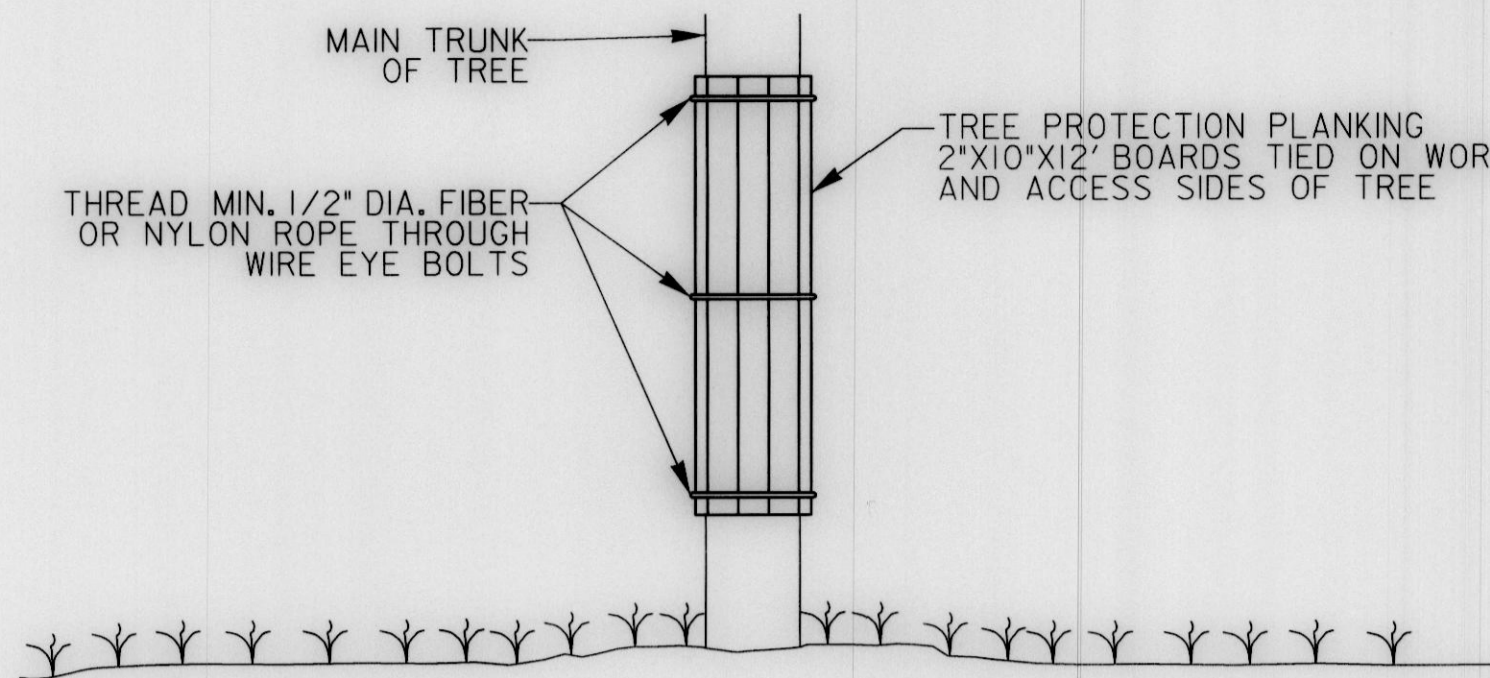 MAIN TRUNK
OF TREE
TREE PROTECTION PLANKING
2"X10"X12' BOARDS TIED ON WOR
AND ACCESS SIDES OF TREE
THREAD MIN. 1/2" DIA. FIBER
OR NYLON ROPE THROUGH
WIRE EYE BOLTS